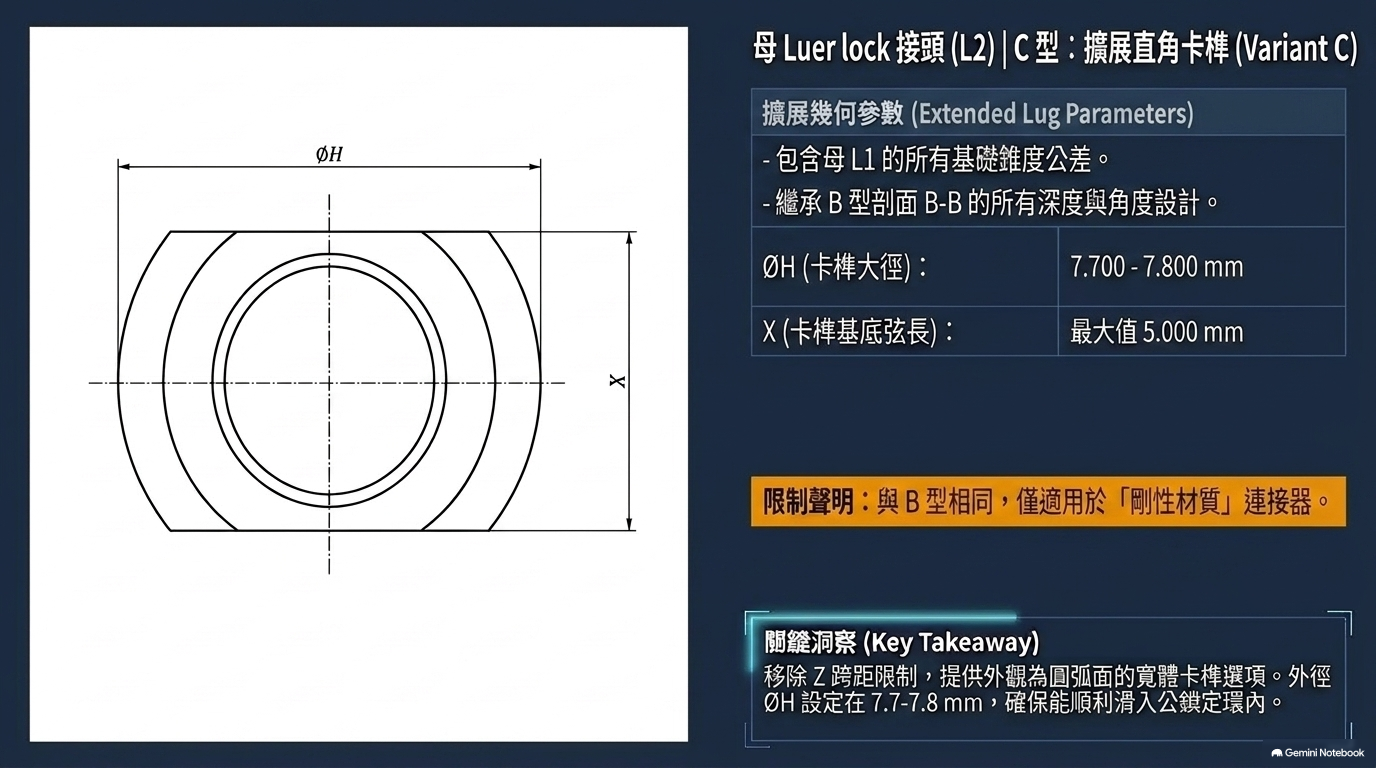 ØH
X
母 Luer lock 接頭 (L2) | C 型：擴展直角卡榫 (Variant C)
擴展幾何參數 (Extended Lug Parameters)
- 包含母 L1 的所有基礎錐度公差。
- 繼承 B 型剖面 B-B 的所有深度與角度設計。
ØH (卡榫大徑)： 7.700 - 7.800 mm
X (卡榫基底弦長)： 最大值 5.000 mm
限制聲明：與 B 型相同，僅適用於「剛性材質」連接器。
關鍵洞察 (Key Takeaway)
移除 Z 跨距限制，提供外觀為圓弧面的寬體卡榫選項。外徑
ØH 設定在 7.7-7.8 mm，確保能順利滑入公鎖定環內。
Gemini Notebook